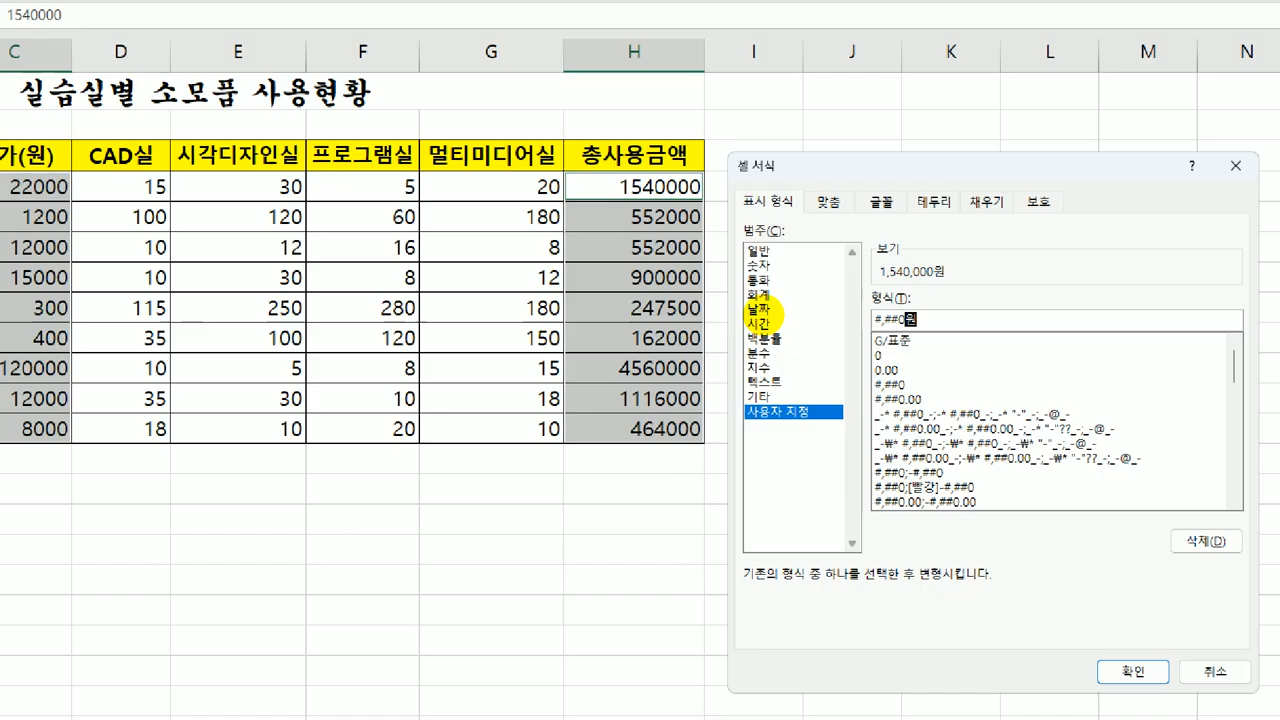 1540000
C D E F G H I J K L M N
실습실별 소모품 사용현황
가(원) CAD실 시각디자인실 프로그램실 멀티미디어실 총사용금액
22000 15 30 5 20 1540000
1200 100 120 60 180 552000
12000 10 12 16 8 552000
15000 10 30 8 12 900000
300 115 250 280 180 247500
400 35 100 120 150 162000
120000 10 5 8 15 4560000
12000 35 30 10 18 1116000
8000 18 10 20 10 464000
셀 서식 ?
표시 형식 맞춤 글꼴 테두리 채우기 보호
범주(C):
일반
숫자
통화
회계
날짜
시간
백분율
분수
지수
텍스트
기타
사용자 지정
보기
1,540,000원
형식(T):
#,##0원
G/표준
0
0.00
#,##0
#,##0.00
_-* #,##0_-;-* #,##0_-;_-* "-"_-;_-@_-
_-* #,##0.00_-;-* #,##0.00_-;_-* "-"??_-;_-@_-
_-₩* #,##0_-;-₩* #,##0_-;_-₩* "-"_-;_-@_-
_-₩* #,##0.00_-;-₩* #,##0.00_-;_-₩* "-"??_-;_-@_-
#,##0;-#,##0
#,##0;[빨강]-#,##0
#,##0.00;-#,##0.00
삭제(D)
기존의 형식 중 하나를 선택한 후 변형시킵니다.
확인 취소